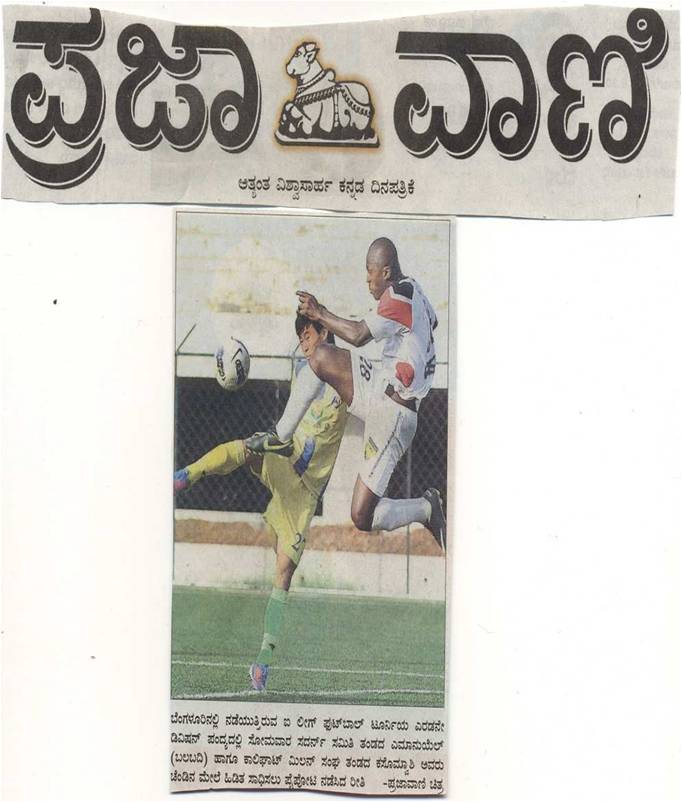 ಪ್ರಜಾವಾಣಿ
ಅತ್ಯಂತ ವಿಶ್ವಾಸಾರ್ಹ ಕನ್ನಡ ದಿನಪತ್ರಿಕೆ
28
ಬೆಂಗಳೂರಿನಲ್ಲಿ ನಡೆಯುತ್ತಿರುವ ಐ ಲೀಗ್ ಫುಟ್‌ಬಾಲ್ ಟೂರ್ನಿಯ ಎರಡನೇ
ಡಿವಿಷನ್ ಪಂದ್ಯದಲ್ಲಿ ಸೋಮವಾರ ಸದರ್ನ್ ಸಮಿತಿ ತಂಡದ ಎಮಾನುಯೆಲ್
(ಬಲಬದಿ) ಹಾಗೂ ಕಾಲಿಘಾಟ್ ಮಿಲನ್ ಸಂಘ ತಂಡದ ಕಸೊಮ್ವಾಶಿ ಅವರು
ಚೆಂಡಿನ ಮೇಲೆ ಹಿಡಿತ ಸಾಧಿಸಲು ಪೈಪೋಟಿ ನಡೆಸಿದ ರೀತಿ -ಪ್ರಜಾವಾಣಿ ಚಿತ್ರ